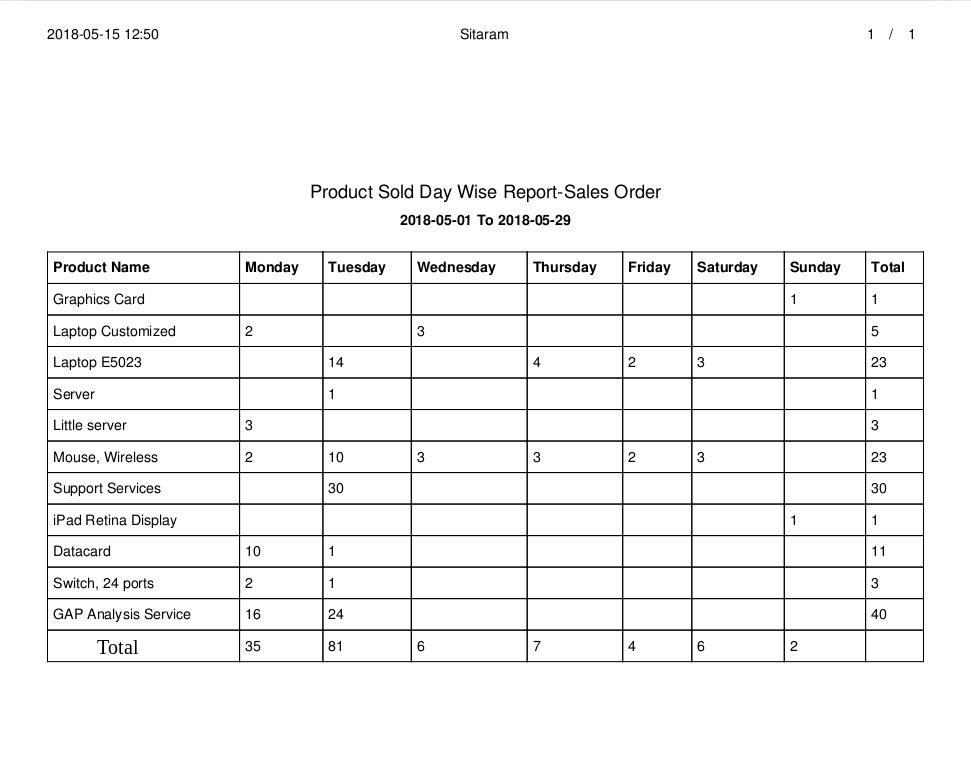 2018-05-15 12:50 Sitaram 1 / 1
Product Sold Day Wise Report-Sales Order
2018-05-01 To 2018-05-29
Product Name Monday Tuesday Wednesday Thursday Friday Saturday Sunday Total
Graphics Card 1 1
Laptop Customized 2 3 5
Laptop E5023 14 4 2 3 23
Server 1 1
Little server 3 3
Mouse, Wireless 2 10 3 3 2 3 23
Support Services 30 30
iPad Retina Display 1 1
Datacard 10 1 11
Switch, 24 ports 2 1 3
GAP Analysis Service 16 24 40
Total 35 81 6 7 4 6 2